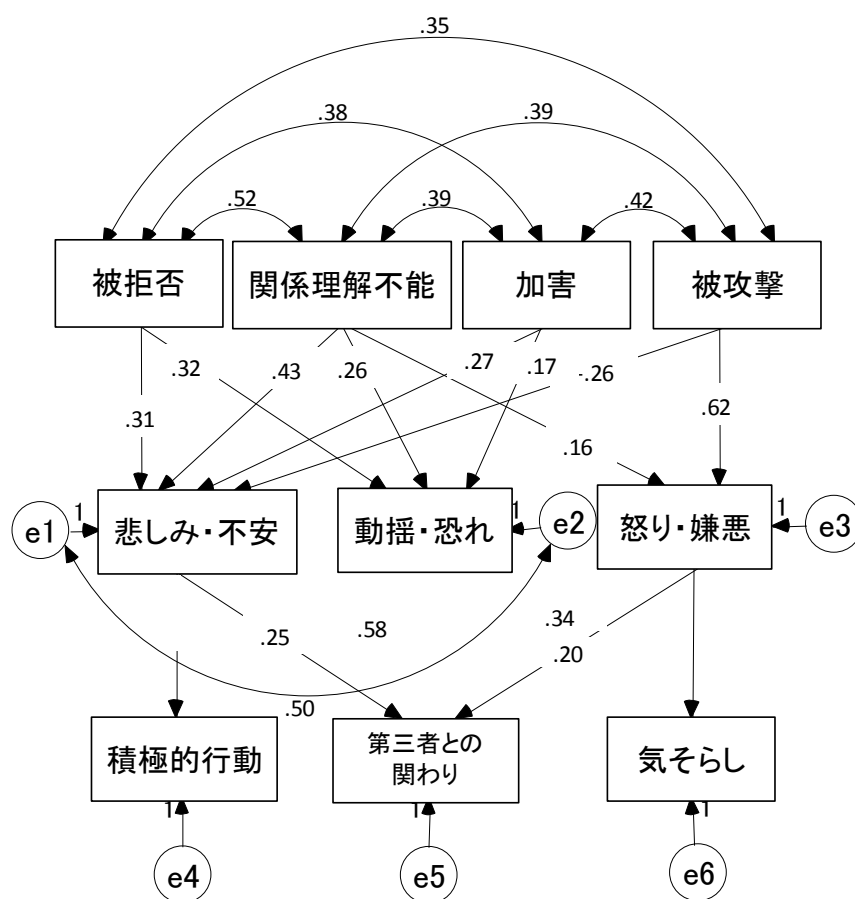 .35
.38
.39
.52
.39
.42
被拒否
関係理解不能
加害
被攻撃
.32
.43
.26
.27
.17
-.26
.31
.62
.16
e1
1
悲しみ・不安
動揺・恐れ
1
e2
怒り・嫌悪
1
e3
.25
.58
.34
.20
.50
積極的行動
第三者との
関わり
気そらし
1
1
1
e4
e5
e6